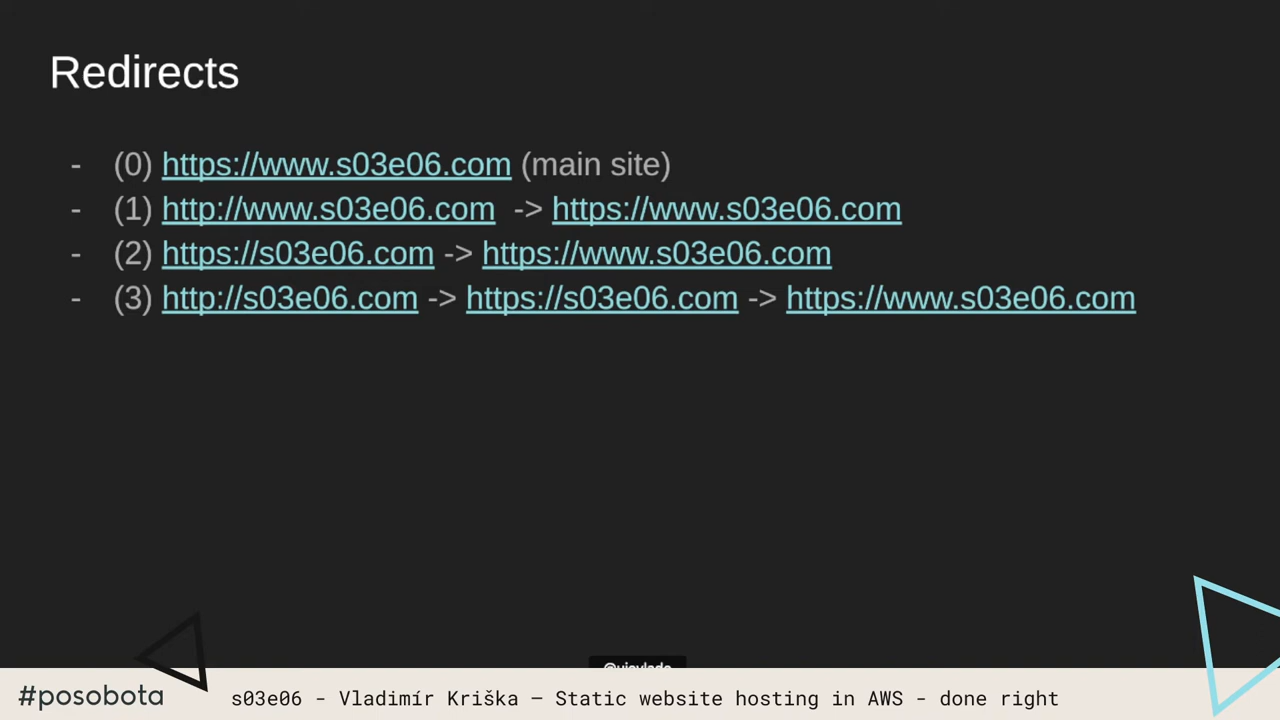 Redirects
- (0) https://www.s03e06.com (main site)
- (1) http://www.s03e06.com -> https://www.s03e06.com
- (2) https://s03e06.com -> https://www.s03e06.com
- (3) http://s03e06.com -> https://s03e06.com -> https://www.s03e06.com
#posobota
s03e06 - Vladimír Kriška – Static website hosting in AWS - done right